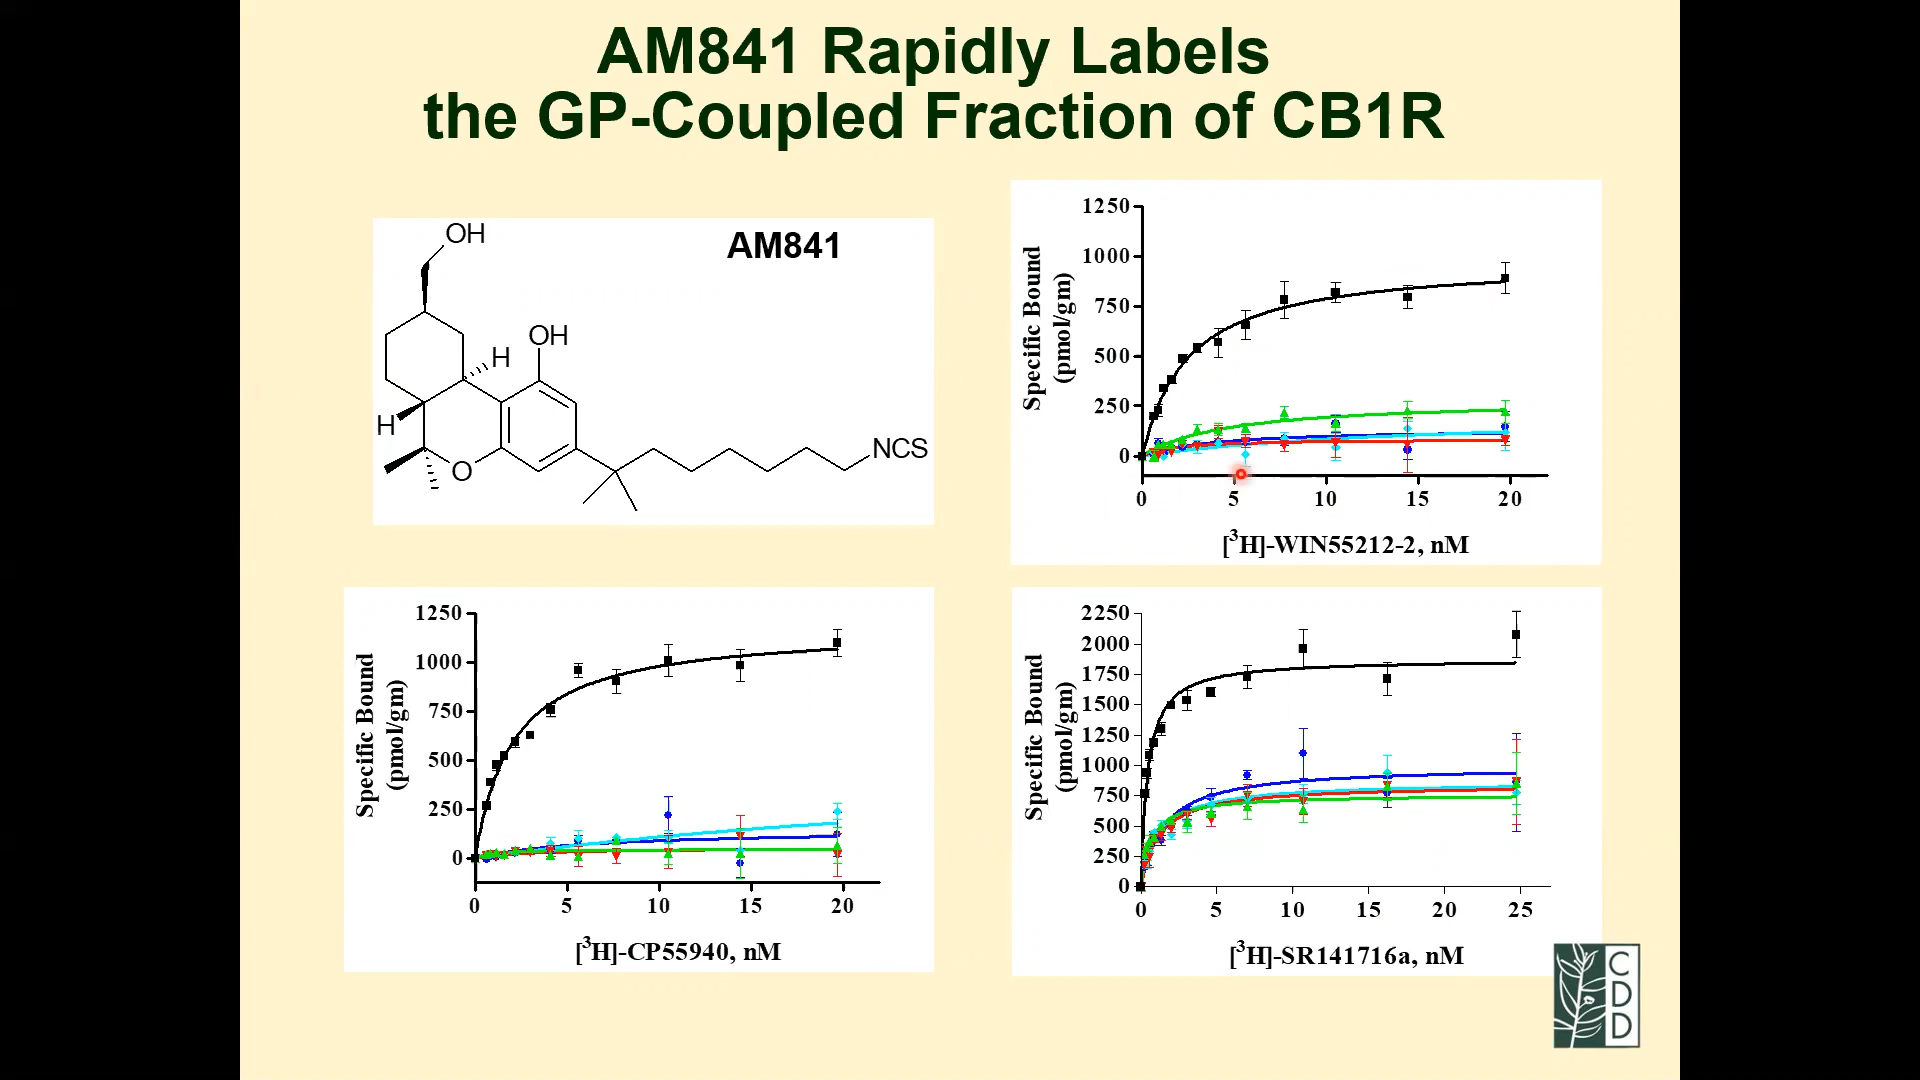 AM841 Rapidly Labels
the GP-Coupled Fraction of CB1R
AM841
OH
OH
H
H
O
NCS
Specific Bound
(pmol/gm)
1250
1000
750
500
250
0
0 5 10 15 20
[³H]-WIN55212-2, nM
Specific Bound
(pmol/gm)
1250
1000
750
500
250
0
0 5 10 15 20
[³H]-CP55940, nM
Specific Bound
(pmol/gm)
2250
2000
1750
1500
1250
1000
750
500
250
0
0 5 10 15 20 25
[³H]-SR141716a, nM
C
D
D